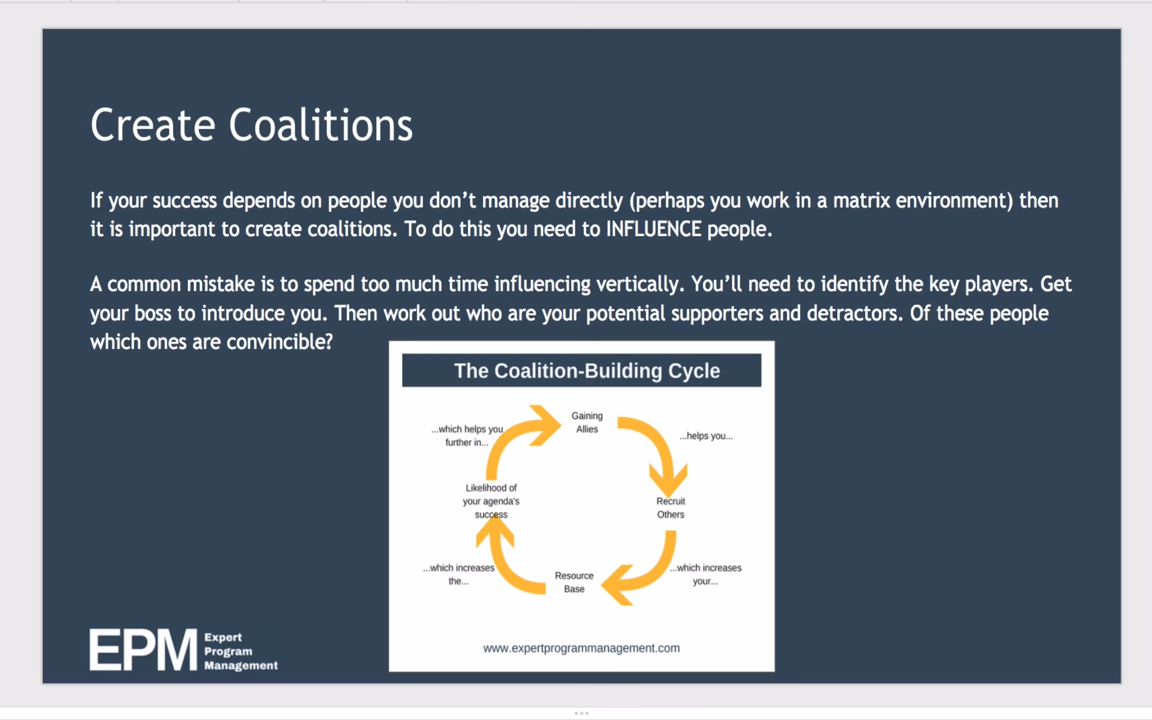 Create Coalitions
If your success depends on people you don’t manage directly (perhaps you work in a matrix environment) then
it is important to create coalitions. To do this you need to INFLUENCE people.
A common mistake is to spend too much time influencing vertically. You’ll need to identify the key players. Get
your boss to introduce you. Then work out who are your potential supporters and detractors. Of these people
which ones are convincible?
The Coalition-Building Cycle
Gaining
Allies
...helps you...
Recruit
Others
...which increases
your...
Resource
Base
...which increases
the...
Likelihood of
your agenda's
success
...which helps you
further in...
www.expertprogrammanagement.com
EPM
Expert
Program
Management